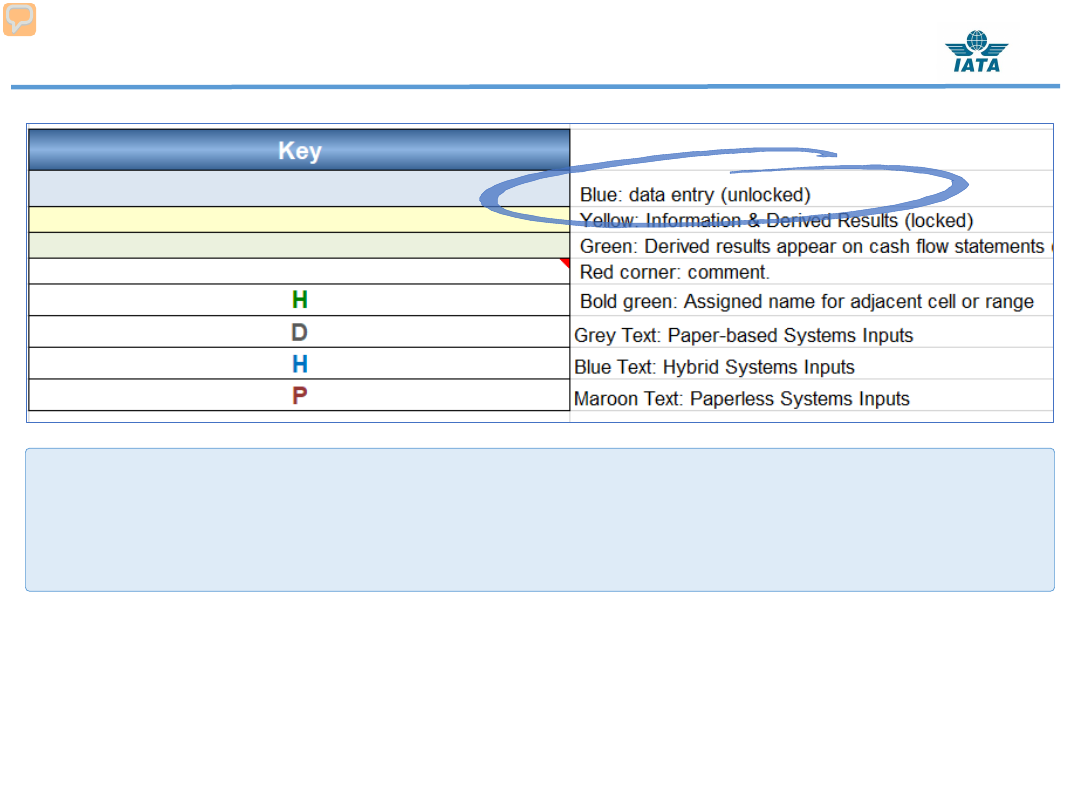 IATA
Key
Blue: data entry (unlocked)
Yellow: Information & Derived Results (locked)
Green: Derived results appear on cash flow statements
Red corner: comment.
H Bold green: Assigned name for adjacent cell or range
D Grey Text: Paper-based Systems Inputs
H Blue Text: Hybrid Systems Inputs
P Maroon Text: Paperless Systems Inputs